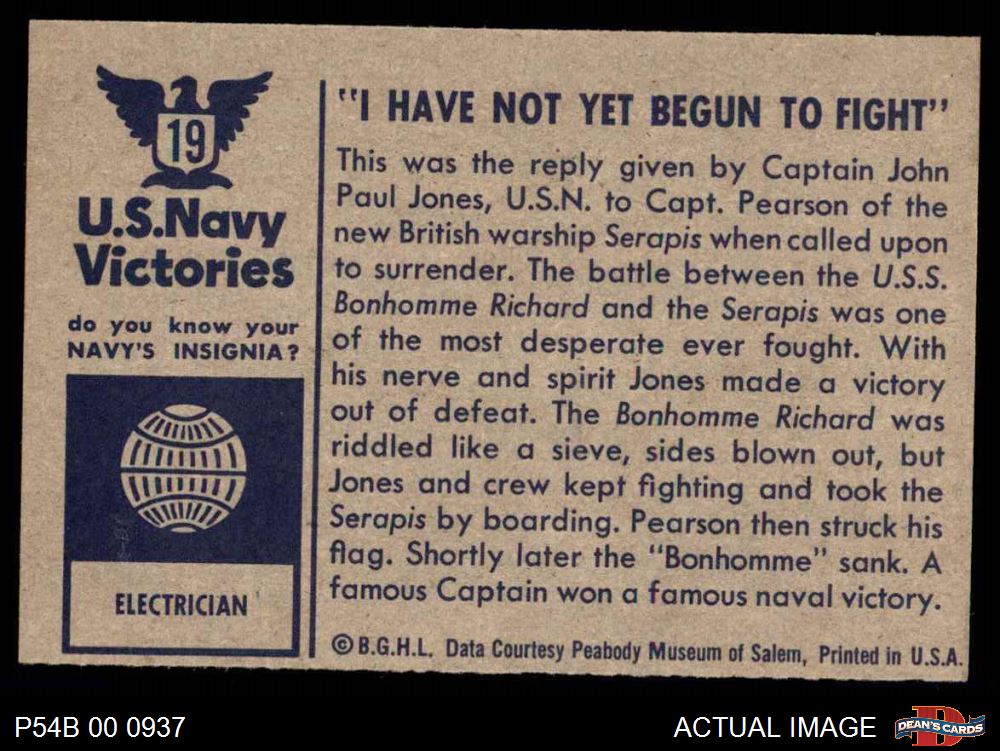 19
U.S.Navy
Victories
do you know your
NAVY'S INSIGNIA?
ELECTRICIAN
"I HAVE NOT YET BEGUN TO FIGHT"
This was the reply given by Captain John
Paul Jones, U.S.N. to Capt. Pearson of the
new British warship Serapis when called upon
to surrender. The battle between the U.S.S.
Bonhomme Richard and the Serapis was one
of the most desperate ever fought. With
his nerve and spirit Jones made a victory
out of defeat. The Bonhomme Richard was
riddled like a sieve, sides blown out, but
Jones and crew kept fighting and took the
Serapis by boarding. Pearson then struck his
flag. Shortly later the "Bonhomme" sank. A
famous Captain won a famous naval victory.
© B.G.H.L. Data Courtesy Peabody Museum of Salem, Printed in U.S.A.
P54B 00 0937
ACTUAL IMAGE
D
DEAN'S CARDS